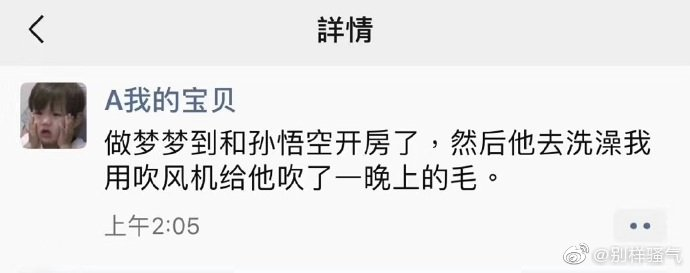 詳情
A我的宝贝
做梦梦到和孙悟空开房了，然后他去洗澡我
用吹风机给他吹了一晚上的毛。
上午2:05
@别样骚气